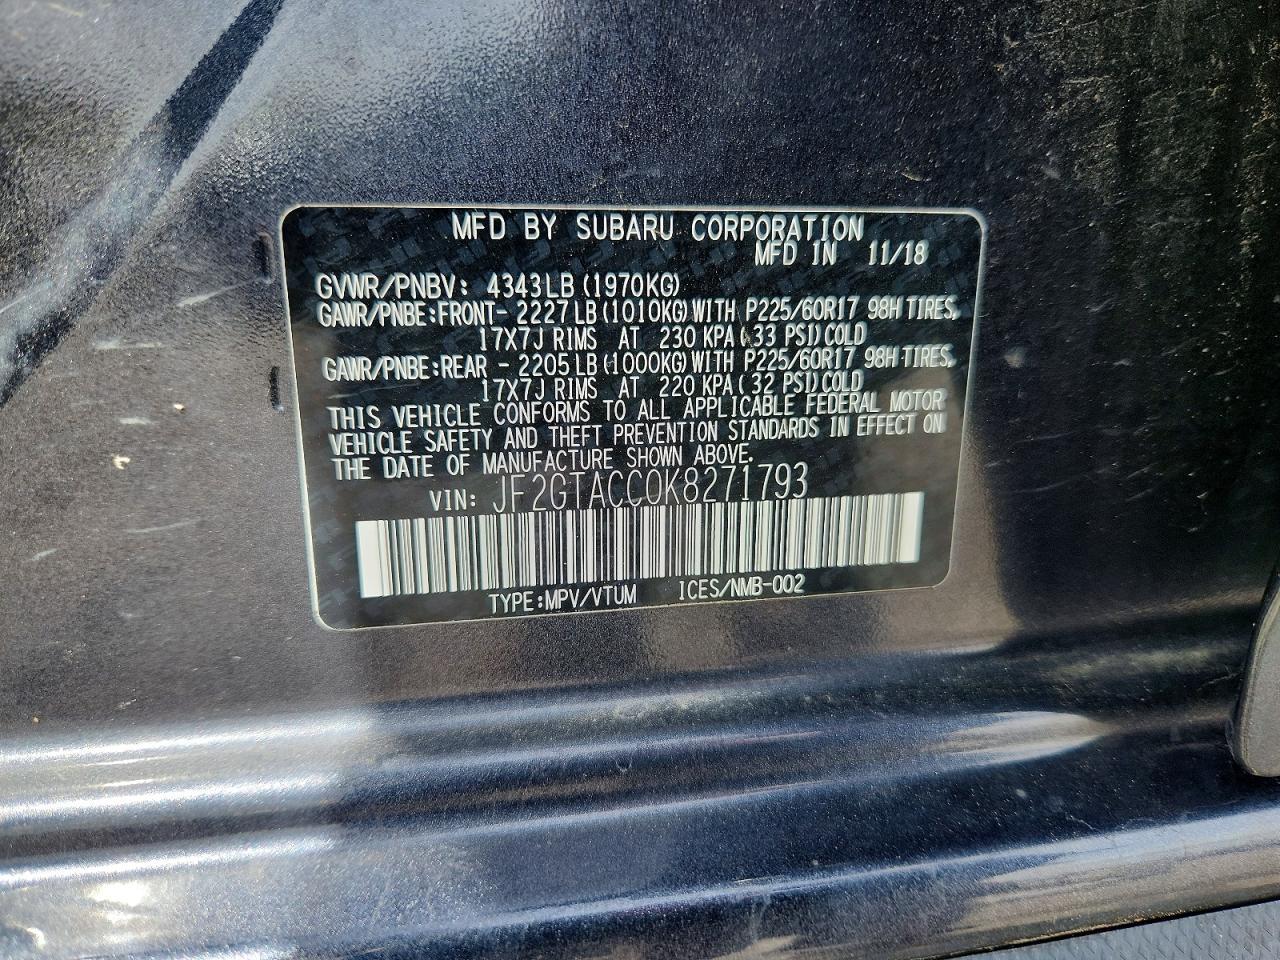 MFD BY SUBARU CORPORATION
MFD IN 11/18
GVWR/PNBV: 4343LB (1970KG)
GAWR/PNBE:FRONT- 2227LB (1010KG) WITH P225/60R17 98H TIRES,
17X7J RIMS AT 230 KPA ( 33 PSI) COLD
GAWR/PNBE:REAR - 2205LB (1000KG) WITH P225/60R17 98H TIRES,
17X7J RIMS AT 220 KPA ( 32 PSI) COLD
THIS VEHICLE CONFORMS TO ALL APPLICABLE FEDERAL MOTOR
VEHICLE SAFETY AND THEFT PREVENTION STANDARDS IN EFFECT ON
THE DATE OF MANUFACTURE SHOWN ABOVE.
VIN: JF2GTACC0K8271793
TYPE:MPV/VTUM ICES/NMB-002